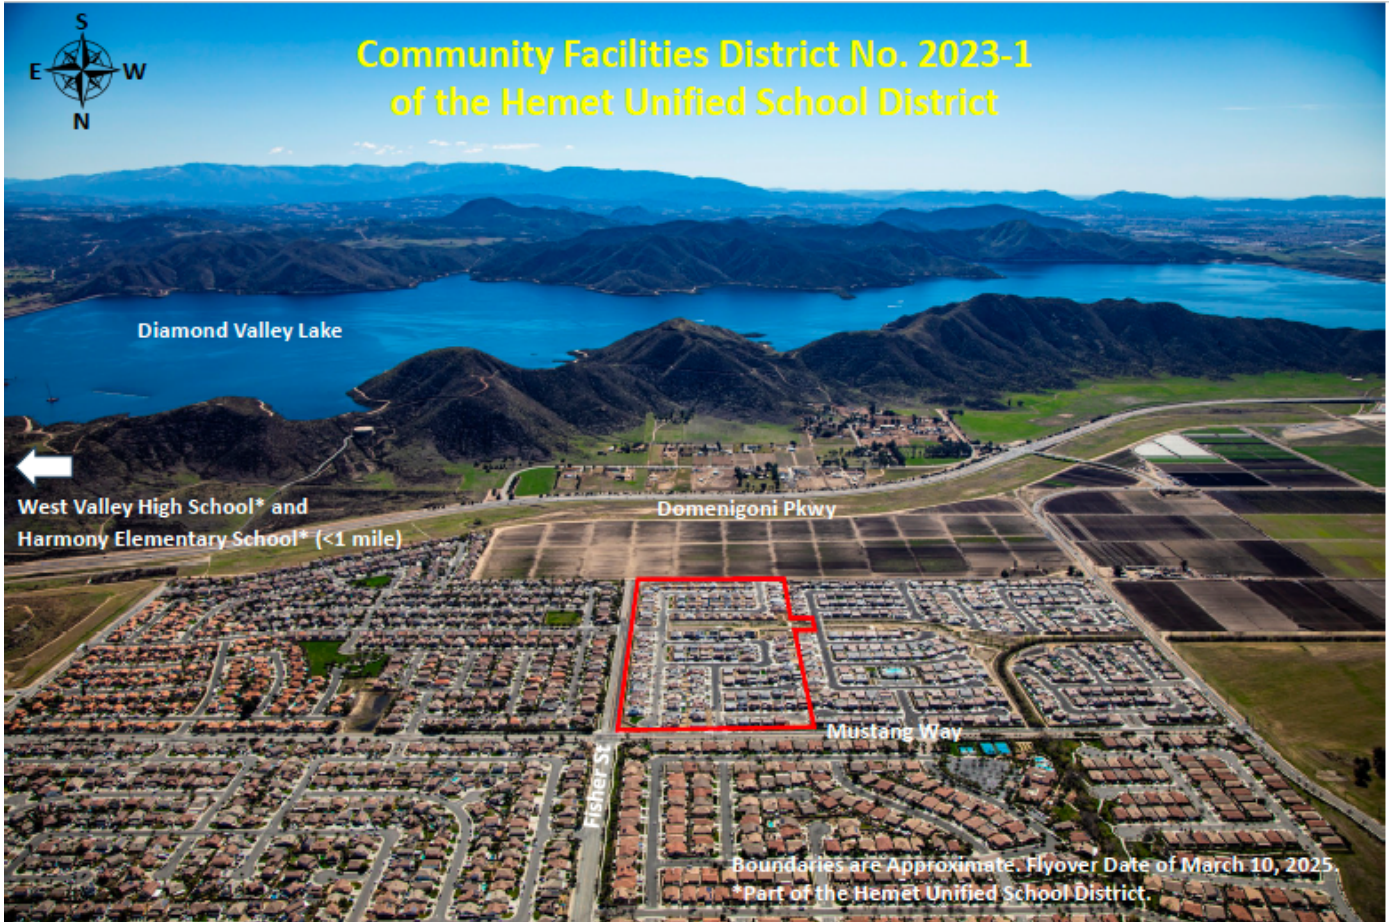 S
E W
N
Community Facilities District No. 2023-1
of the Hemet Unified School District
Diamond Valley Lake
West Valley High School* and
Harmony Elementary School* (<1 mile)
Domenigoni Pkwy
Mustang Way
Fisher St
Boundaries are Approximate. Flyover Date of March 10, 2025.
*Part of the Hemet Unified School District.